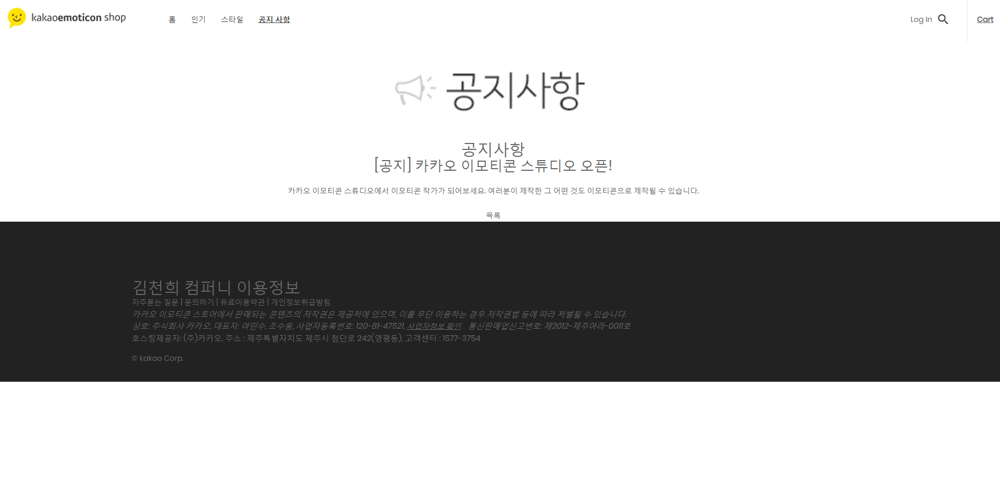 kakaoemoticon shop
홈 인기 스타일 공지 사항 Log In Cart
공지사항
공지사항
[공지] 카카오 이모티콘 스튜디오 오픈!
카카오 이모티콘 스튜디오에서 이모티콘 작가가 되어보세요. 여러분이 제작한 그 어떤 것도 이모티콘으로 제작될 수 있습니다.
목록
김천희 컴퍼니 이용정보
자주묻는 질문 | 문의하기 | 유료이용약관 | 개인정보취급방침
카카오 이모티콘 스토어에서 판매되는 콘텐츠의 저작권은 제공처에 있으며, 이를 무단 이용하는 경우 저작권법 등에 따라 처벌될 수 있습니다.
상호: 주식회사 카카오, 대표자: 여민수, 조수용, 사업자등록번호: 120-81-47521, 사업자정보 확인 통신판매업신고번호: 제2012-제주아라-0011호
호스팅제공자: (주)카카오, 주소 : 제주특별자치도 제주시 첨단로 242(영평동), 고객센터 : 1577-3754
© kakao Corp.